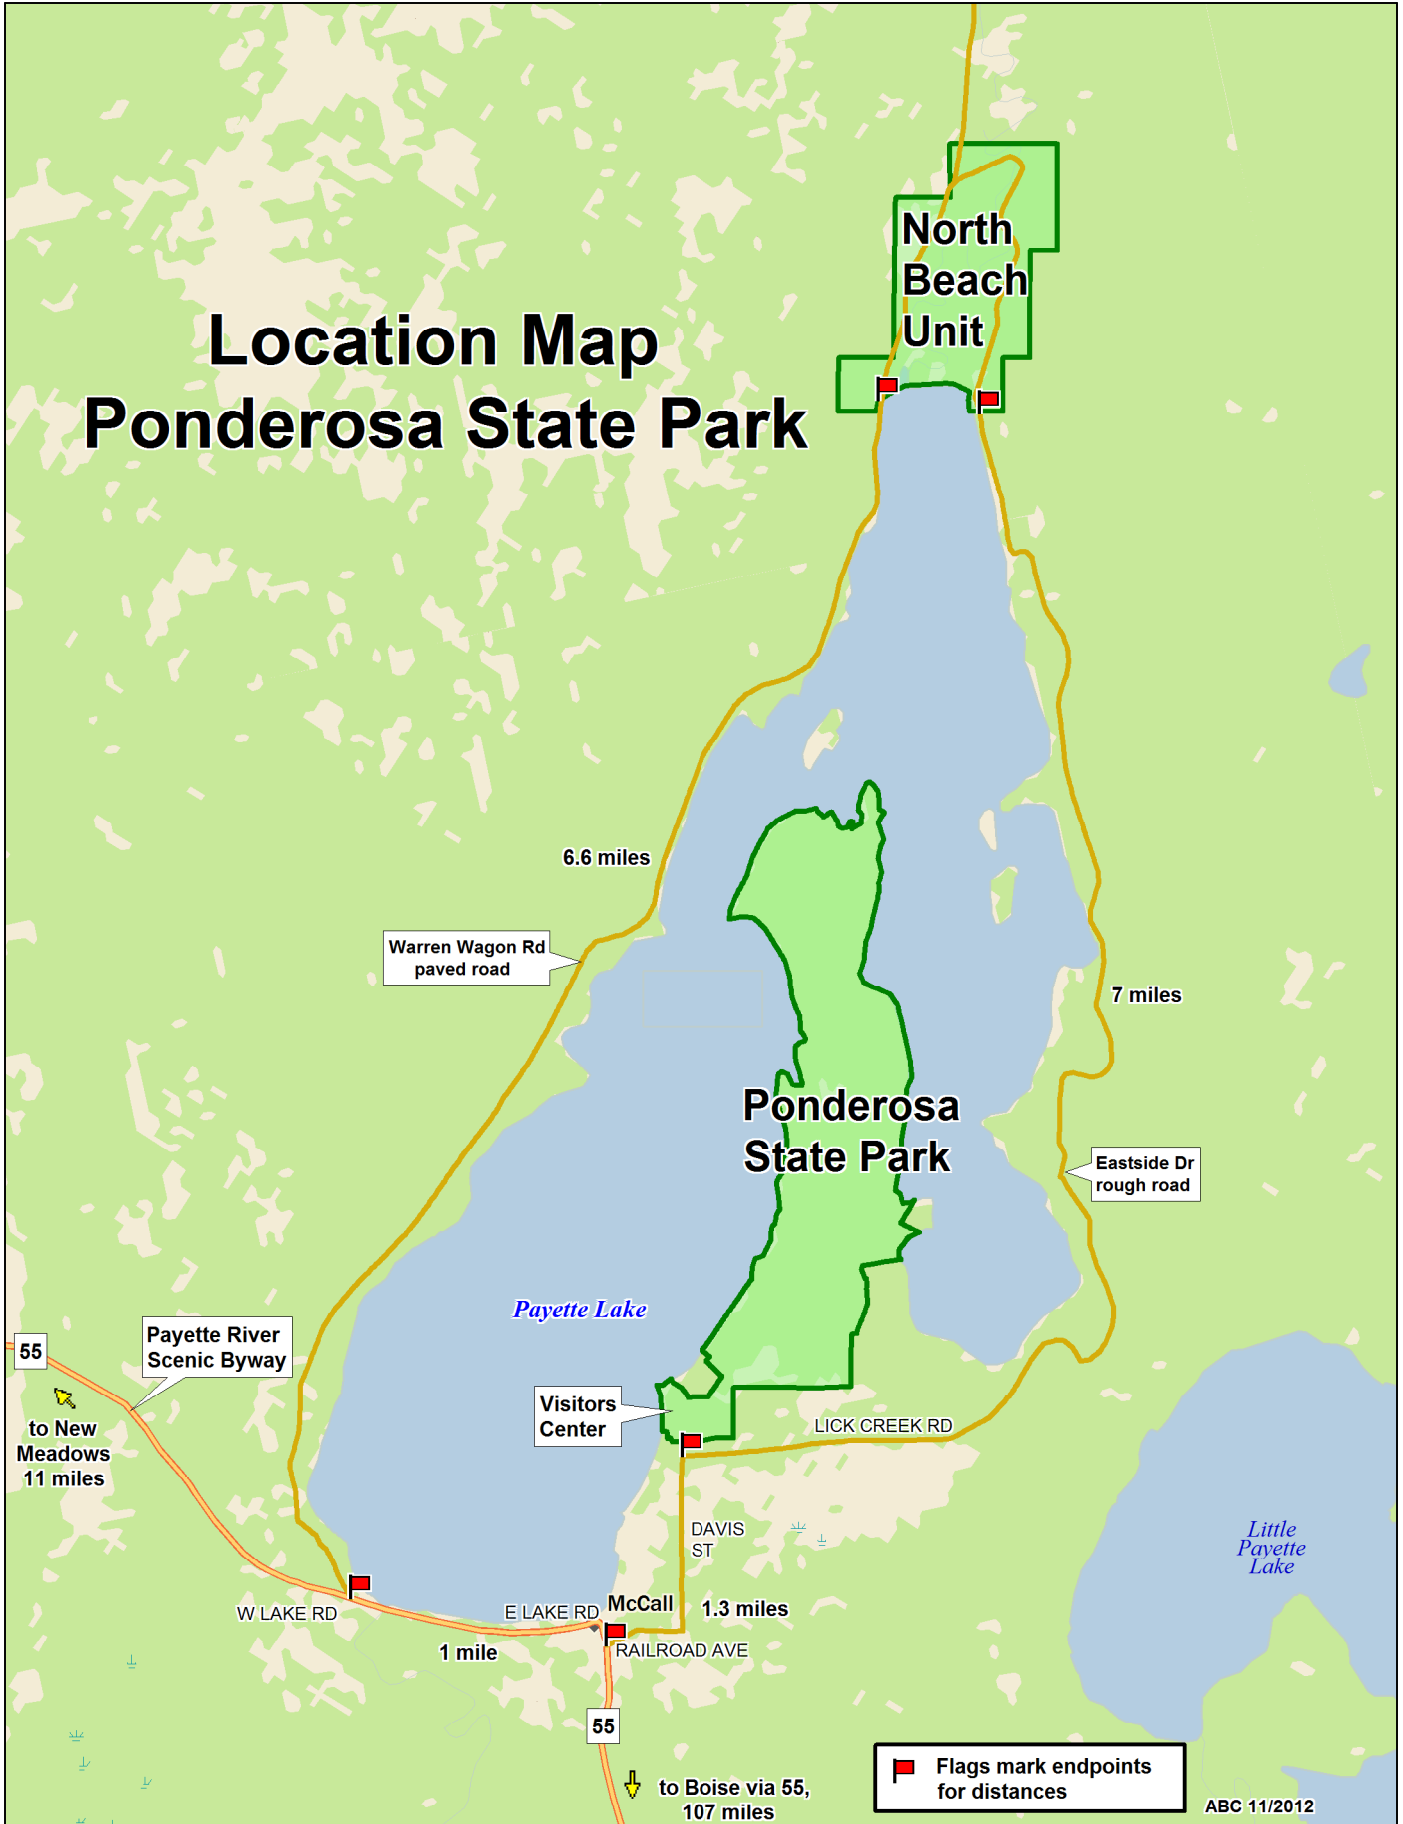 North
Beach
Unit
Location Map
Ponderosa State Park
6.6 miles
Warren Wagon Rd
paved road
7 miles
Ponderosa
State Park
Eastside Dr
rough road
Payette Lake
Payette River
Scenic Byway
55
to New
Meadows
11 miles
Visitors
Center
LICK CREEK RD
DAVIS
ST
Little
Payette
Lake
W LAKE RD
E LAKE RD
McCall
1.3 miles
1 mile
RAILROAD AVE
55
to Boise via 55,
107 miles
Flags mark endpoints
for distances
ABC 11/2012